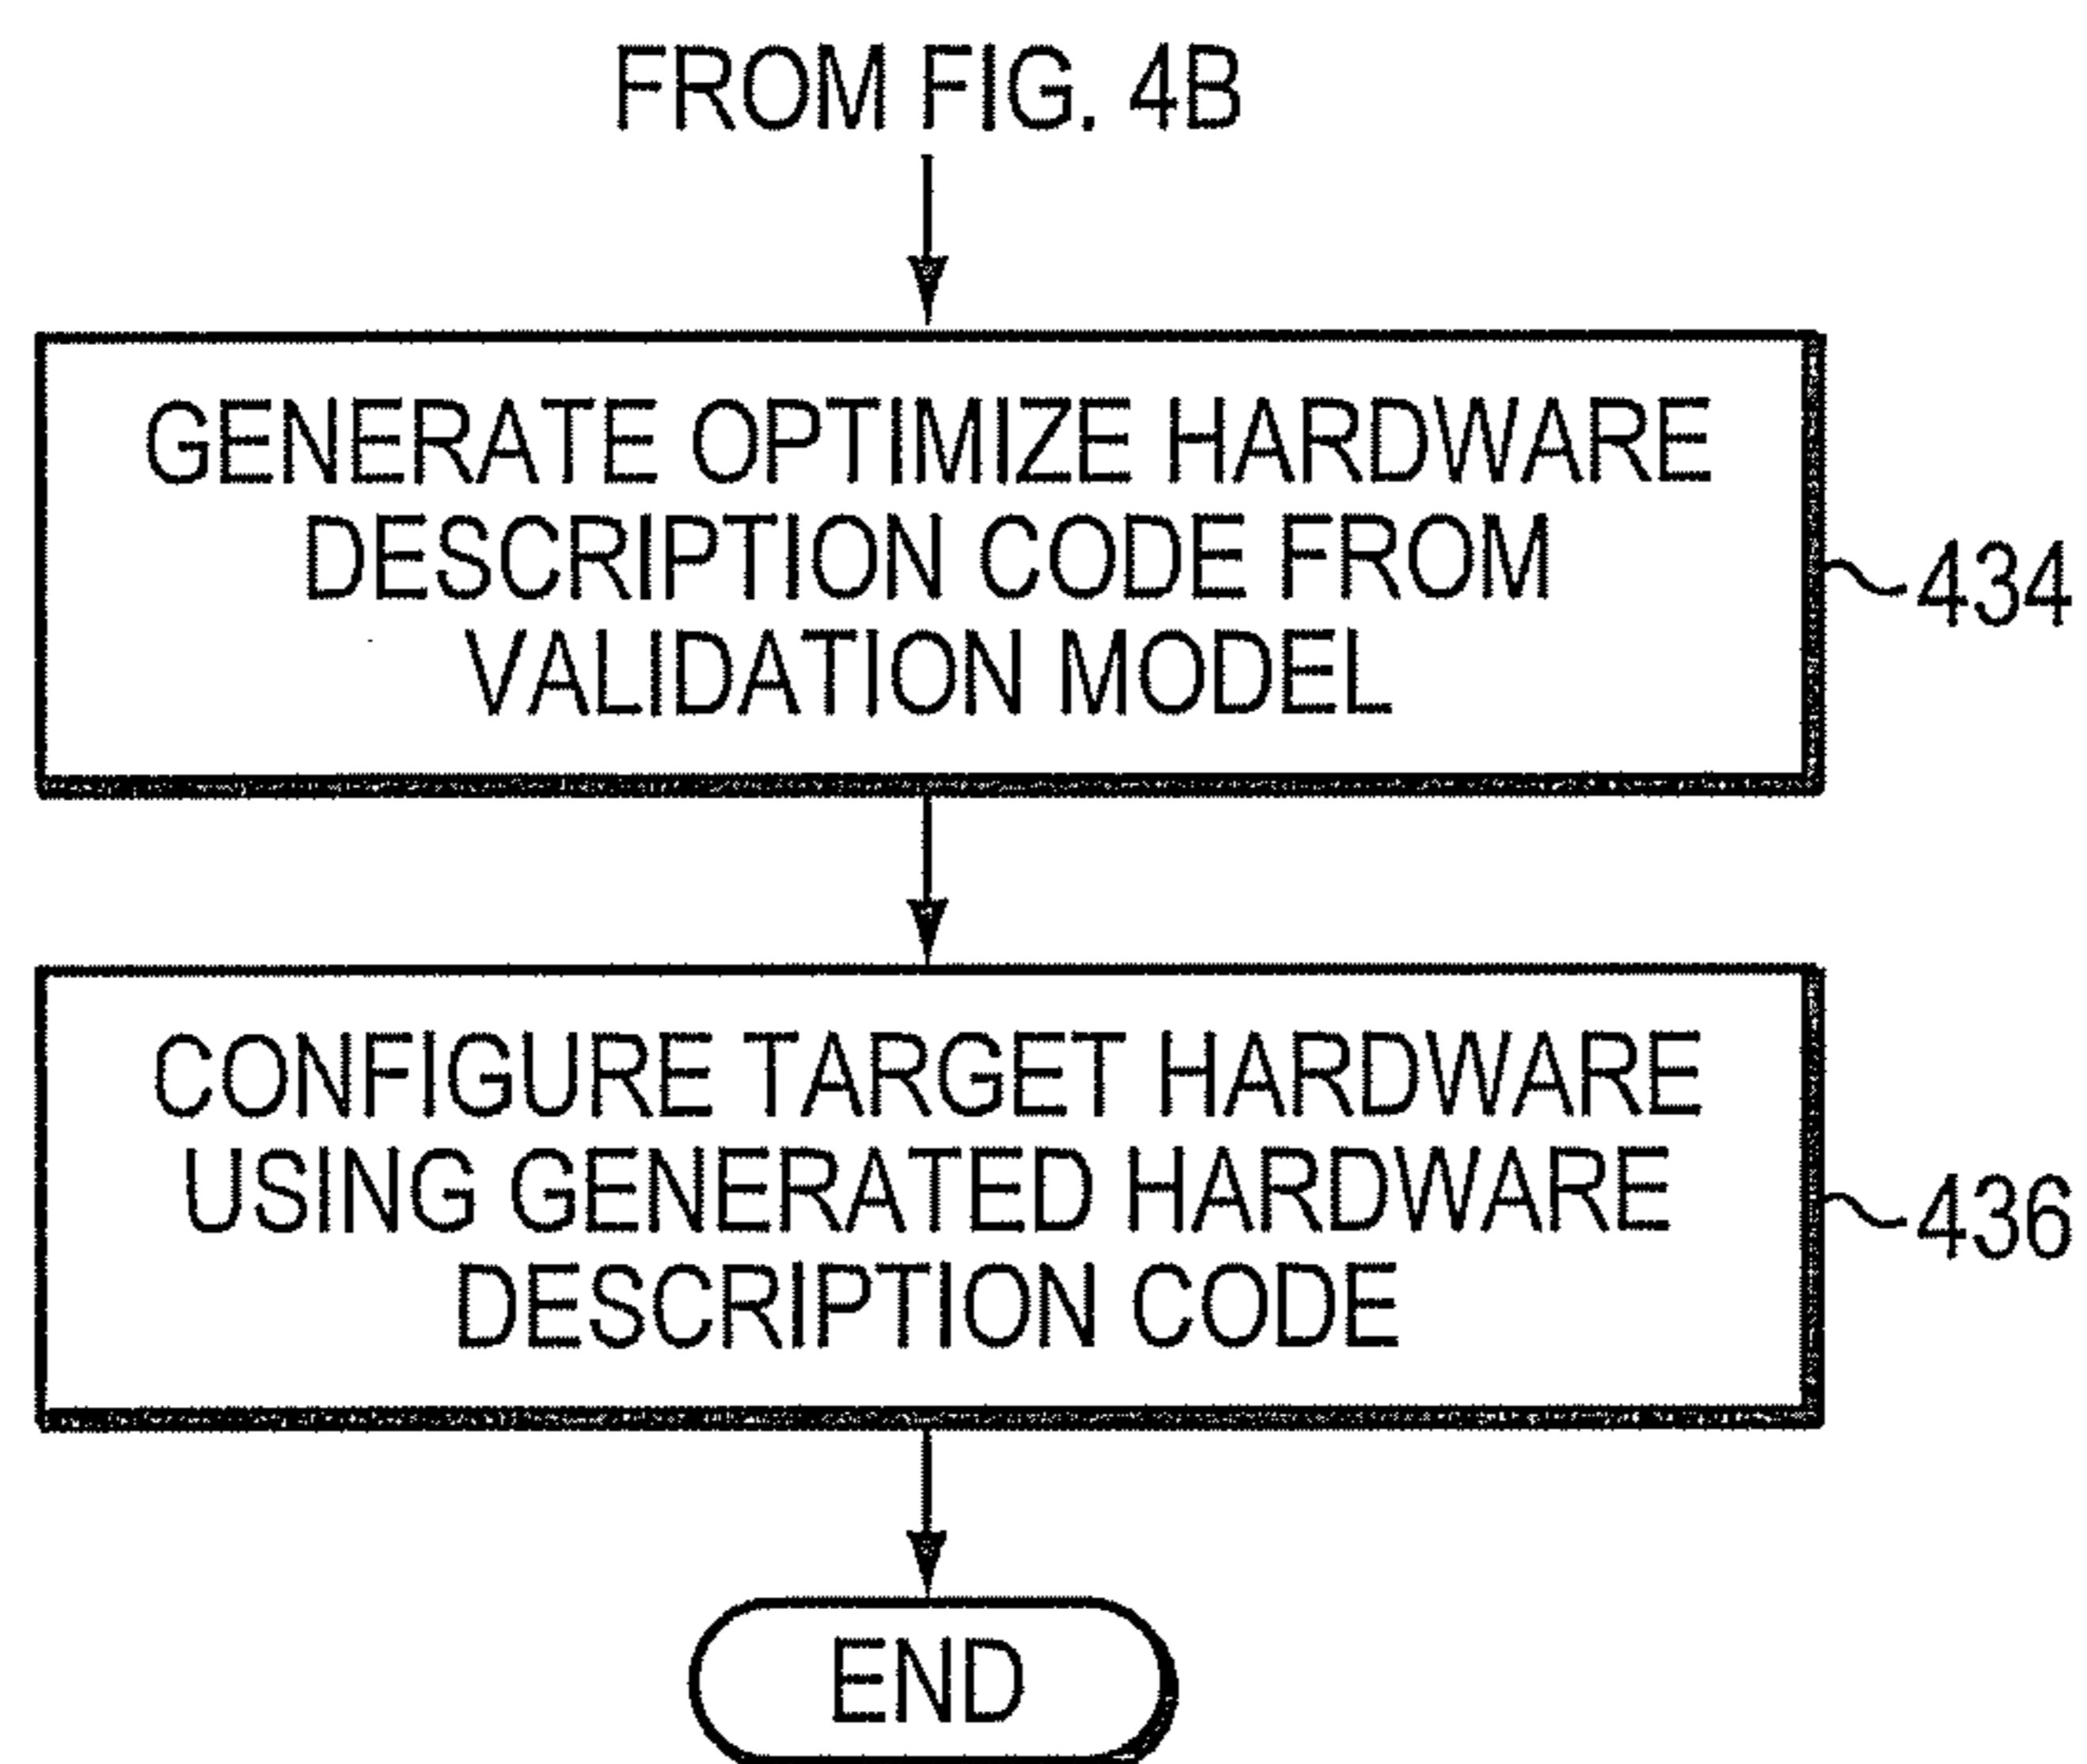 FROM FIG. 4B
GENERATE OPTIMIZE HARDWARE
DESCRIPTION CODE FROM
VALIDATION MODEL
434
CONFIGURE TARGET HARDWARE
USING GENERATED HARDWARE
DESCRIPTION CODE
436
END